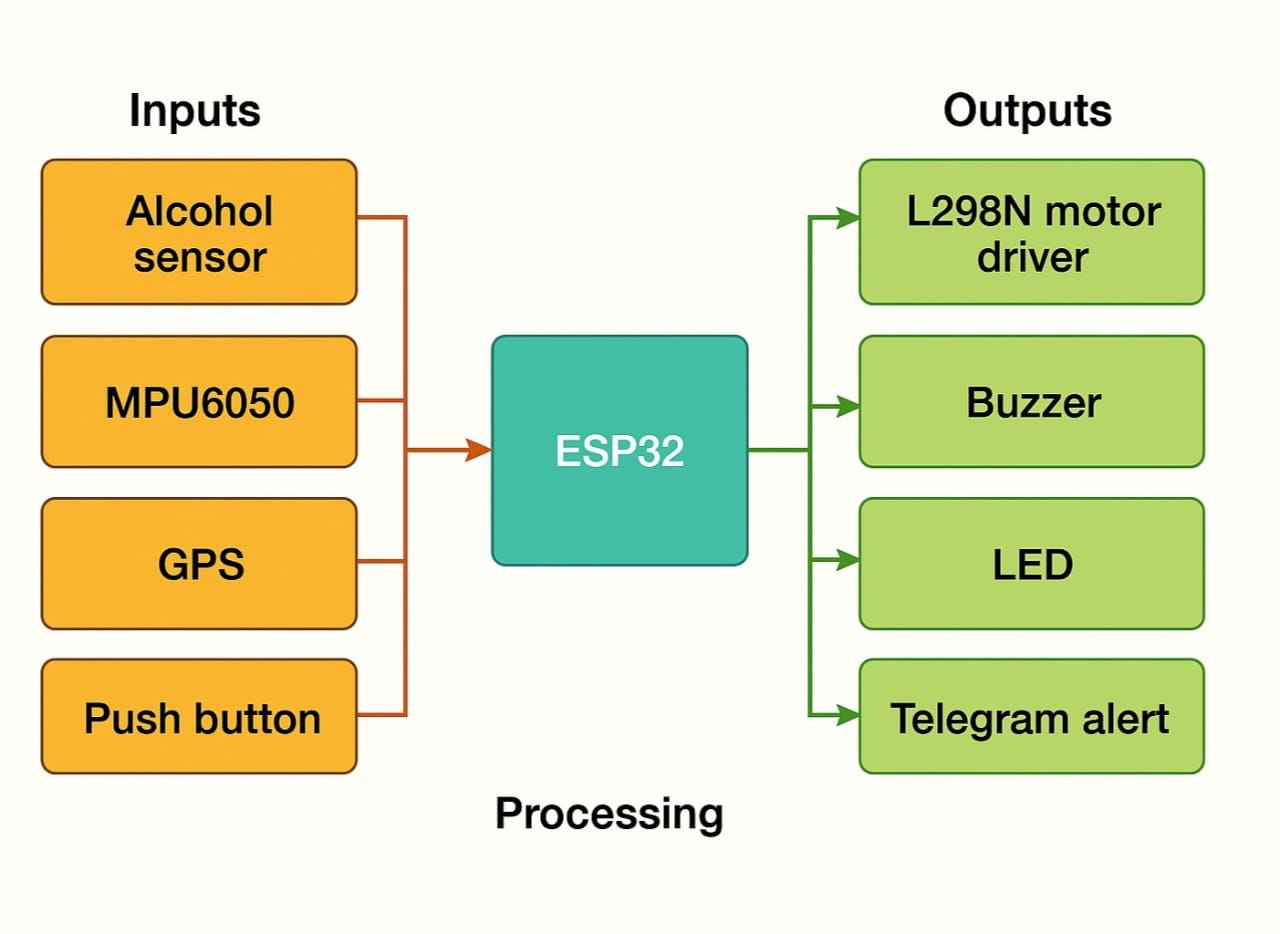 Inputs
Alcohol
sensor
MPU6050
GPS
Push button
ESP32
Processing
Outputs
L298N motor
driver
Buzzer
LED
Telegram alert